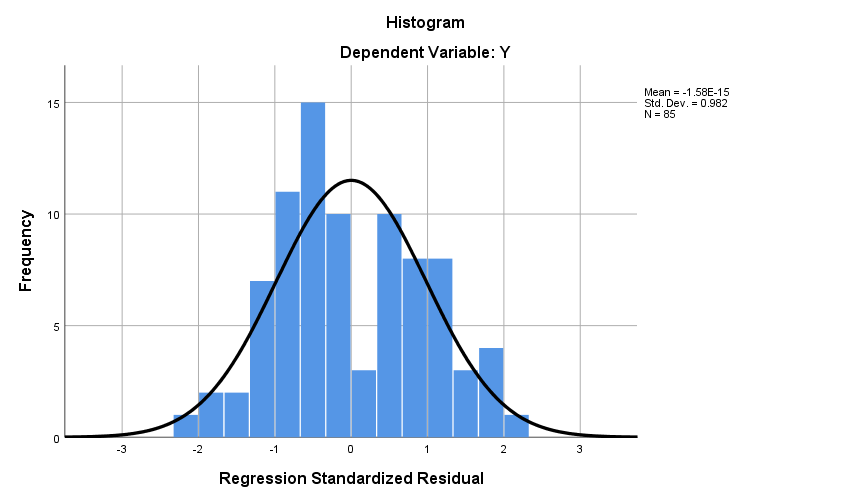 Histogram
Dependent Variable: Y
Mean = -1.58E-15
Std. Dev. = 0.982
N = 85
15
10
5
0
Frequency
-3 -2 -1 0 1 2 3
Regression Standardized Residual